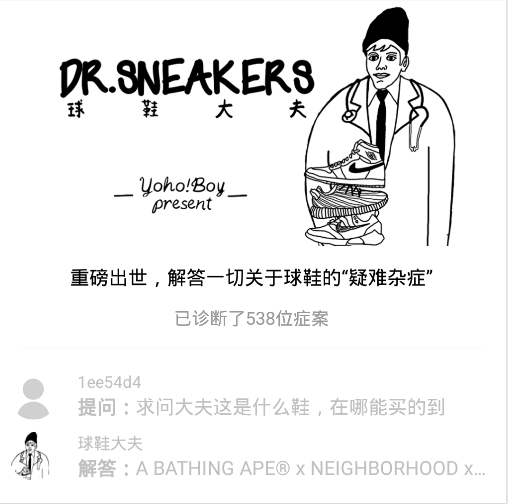 DR.SNEAKERS
球鞋大夫
Yoho!Boy
present
重磅出世，解答一切关于球鞋的“疑难杂症”
已诊断了538位症案
1ee54d4
提问：求问大夫这是什么鞋，在哪能买的到
球鞋大夫
解答：A BATHING APE® x NEIGHBORHOOD x...